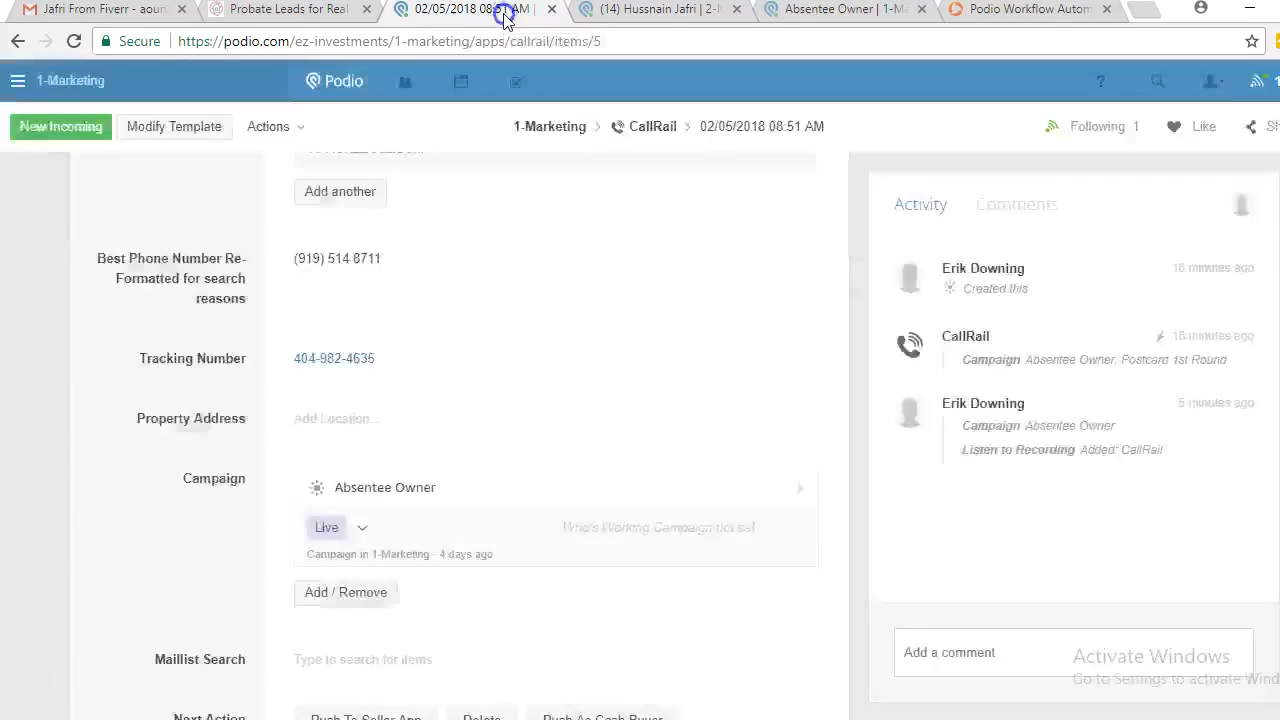 Jafri From Fiverr - aoun
Probate Leads for Real
02/05/2018 08:51 AM |
(14) Hussnain Jafri | 2-
Absentee Owner | 1-M
Podio Workflow Autom
Secure
https://podio.com/ez-investments/1-marketing/apps/callrail/items/5
1-Marketing
Podio
?
New Incoming
Modify Template
Actions
1-Marketing > CallRail > 02/05/2018 08:51 AM
Following 1
Like
Sh
Add another
Activity
Comments
Best Phone Number Re-
Formatted for search
reasons
(919) 514 8711
Erik Downing
16 minutes ago
Created this
Tracking Number
404-982-4635
CallRail
16 minutes ago
Campaign Absentee Owner, Postcard 1st Round
Property Address
Add Location...
Erik Downing
5 minutes ago
Campaign Absentee Owner
Listen to Recording Added: CallRail
Campaign
Absentee Owner
Live
Who's Working Campaign not set
Campaign in 1-Marketing - 4 days ago
Add / Remove
Maillist Search
Type to search for items
Add a comment
Activate Windows
Go to Settings to activate Wind
Next Action
Push To Seller App
Delete
Push As Cash Buyer